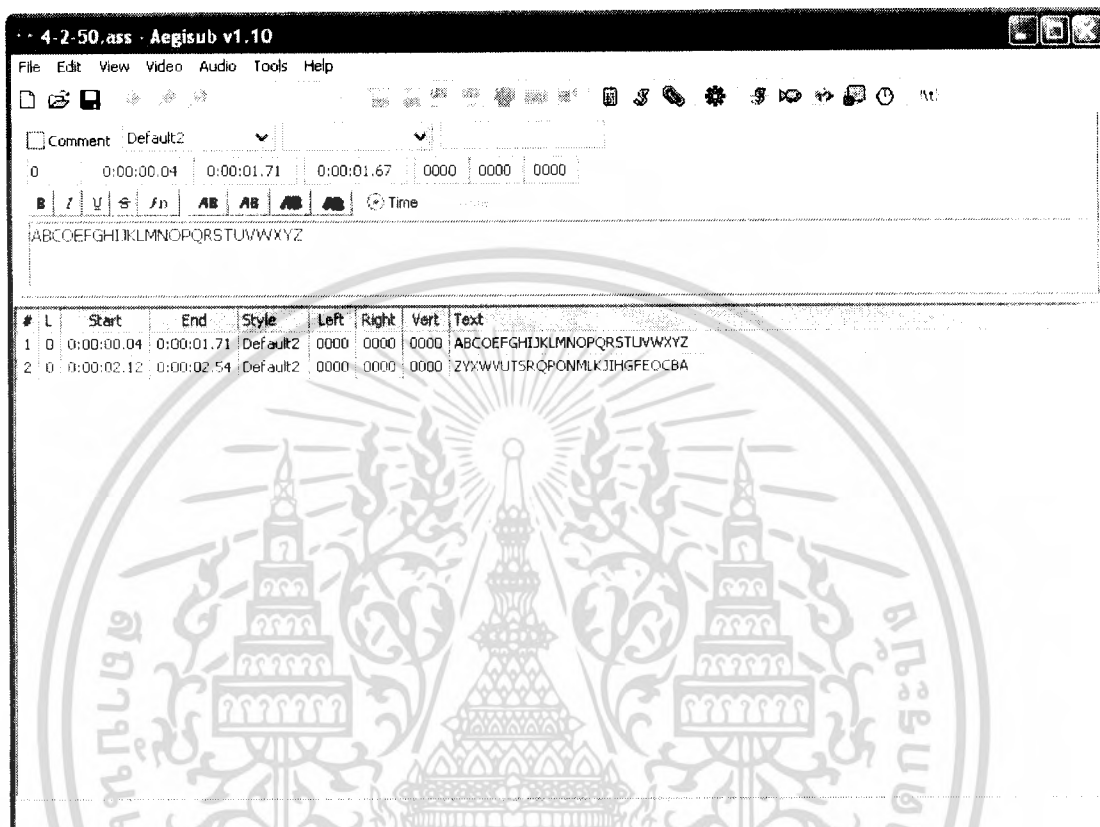 4-2-50.ass - Aegisub v1.10
File Edit View Video Audio Tools Help
Comment Default2
0 0:00:00.04 0:00:01.71 0:00:01.67 0000 0000 0000
B I U S fn AB AB AB AB Time
ABCOEFGHIJKLMNOPQRSTUVWXYZ
# L Start End Style Left Right Vert Text
1 0 0:00:00.04 0:00:01.71 Default2 0000 0000 0000 ABCOEFGHIJKLMNOPQRSTUVWXYZ
2 0 0:00:02.12 0:00:02.54 Default2 0000 0000 0000 ZYXWVUTSRQPONMLKJIHGFEOCBA